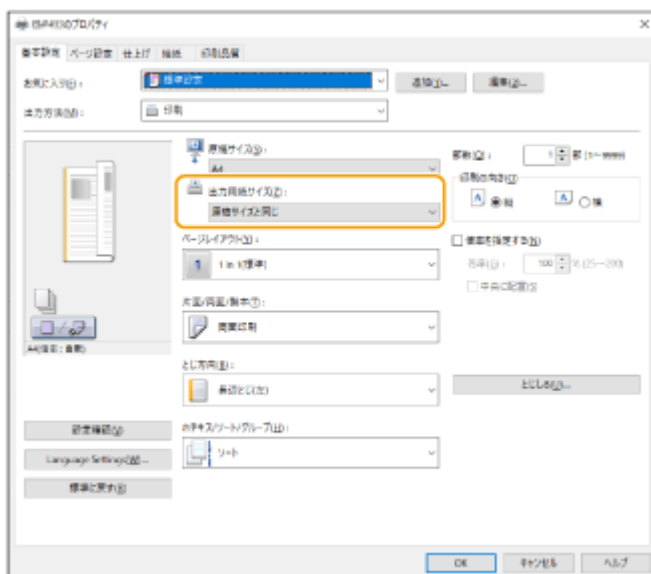 のプロパティ
基本設定 ページ設定 仕上げ 給紙 印刷品質
お気に入り(F): 標準設定 追加(1)... 編集(2)...
出力方法(M): 印刷
原稿サイズ(S):
A4
部数(Q): 1 部 (1~9999)
出力用紙サイズ(Z):
原稿サイズと同じ
印刷の向き(U)
A 縦 A 横
ページレイアウト(Y):
1 1 in 1(標準)
倍率を指定する(N)
倍率(G): 100 % (25~200)
中央に配置(5)
片面/両面/製本(T):
両面印刷
とじ方向(B):
長辺とじ(左)
とじしろ(J)...
ソート/グループ(H):
ソート
設定確認(V)
Language Settings(W)...
標準に戻す(R)
OK キャンセル ヘルプ